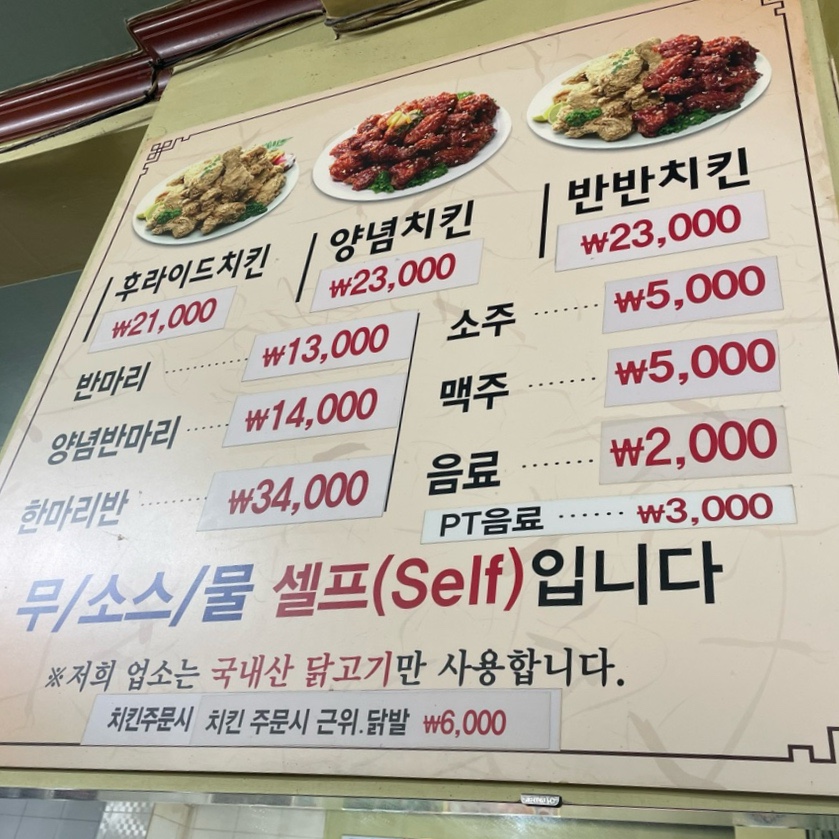 후라이드치킨
₩21,000
양념치킨
₩23,000
반반치킨
₩23,000
반마리 ₩13,000
양념반마리 ₩14,000
한마리반 ₩34,000
소주 ₩5,000
맥주 ₩5,000
음료 ₩2,000
PT음료 ₩3,000
무/소스/물 셀프(Self)입니다
※저희 업소는 국내산 닭고기만 사용합니다.
치킨주문시 치킨 주문시 근위.닭발 ₩6,000